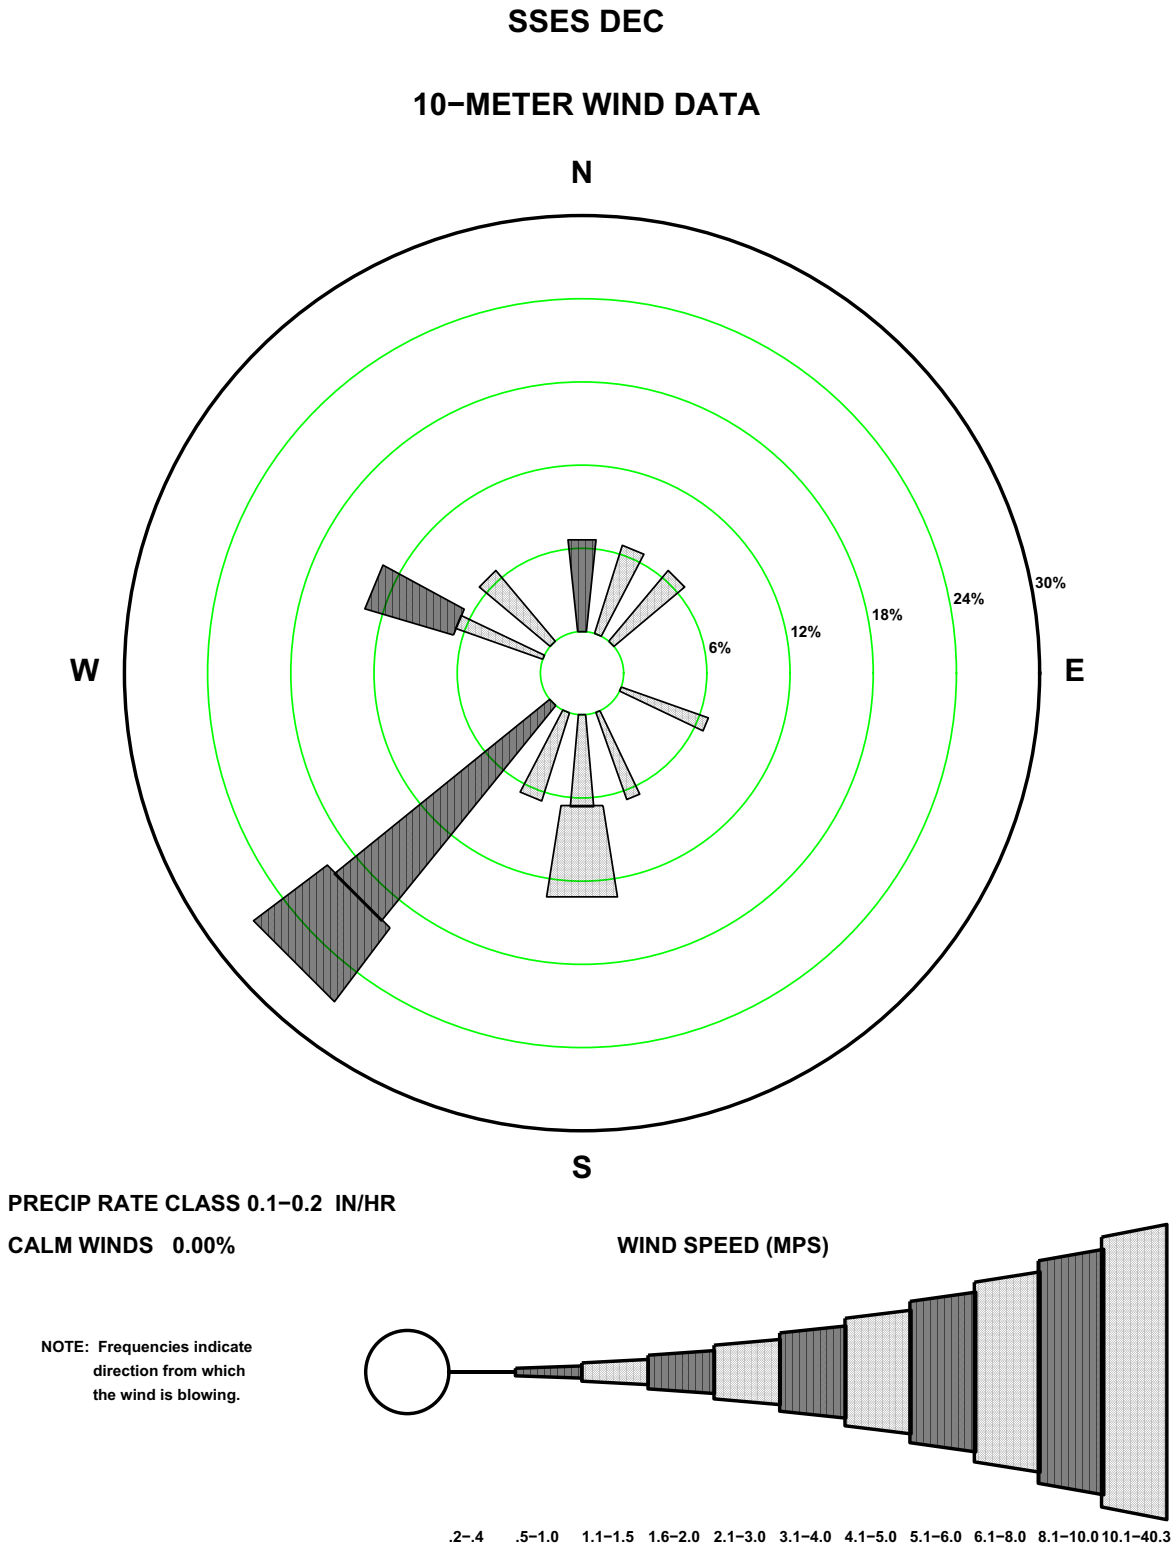 SSES DEC
10−METER WIND DATA
N
30%
24%
18%
12%
6%
W
E
S
PRECIP RATE CLASS 0.1−0.2 IN/HR
CALM WINDS 0.00%
WIND SPEED (MPS)
NOTE: Frequencies indicate
direction from which
the wind is blowing.
.2−.4 .5−1.0 1.1−1.5 1.6−2.0 2.1−3.0 3.1−4.0 4.1−5.0 5.1−6.0 6.1−8.0 8.1−10.0 10.1−40.3